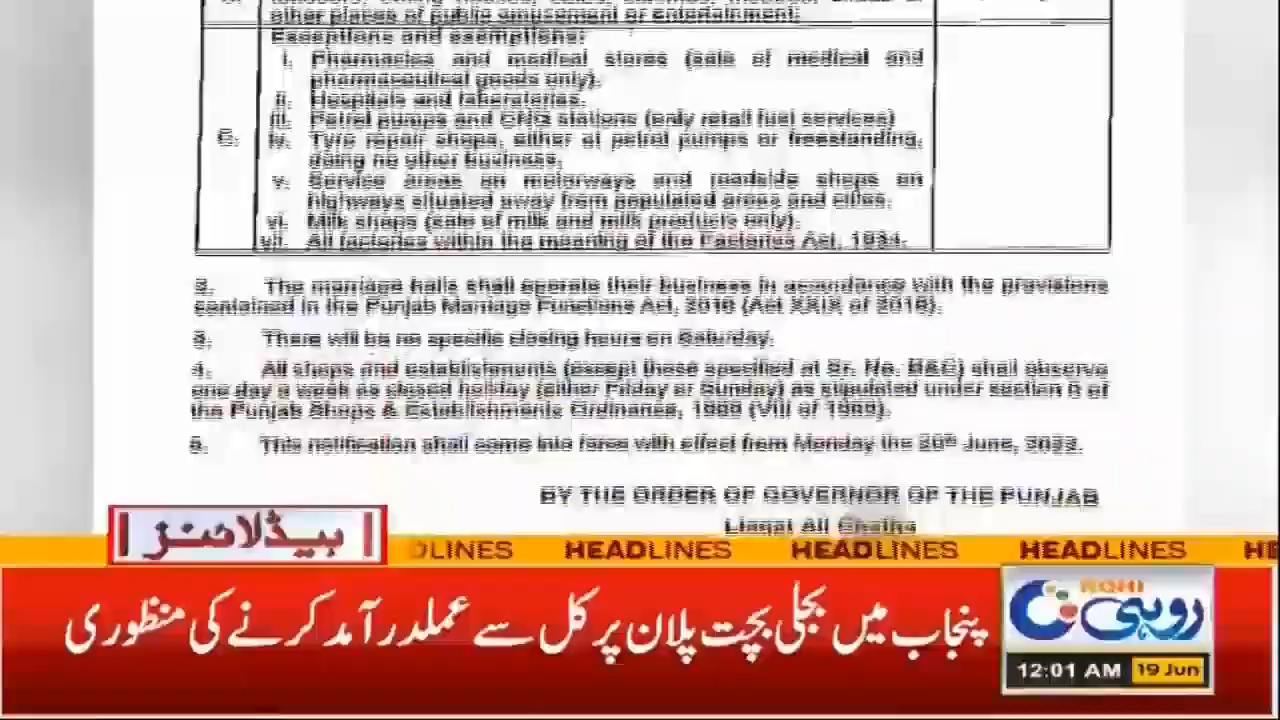 other places of public amusement or entertainment.
Exceptions and exemptions:
i. Pharmacies and medical stores (sale of medical and
pharmaceutical goods only).
ii. Hospitals and laboratories.
iii. Petrol pumps and CNG stations (only retail fuel services)
iv. Tyre repair shops, either at petrol pumps or freestanding,
doing no other business.
v. Service areas on motorways and roadside shops on
highways situated away from populated areas and cities.
vi. Milk shops (sale of milk and milk products only).
vii. All factories within the meaning of the Factories Act, 1934.
2. The marriage halls shall operate their business in accordance with the provisions
contained in the Punjab Marriage Functions Act, 2016 (Act XXIX of 2016).
3. There will be no specific closing hours on Saturday.
4. All shops and establishments (except those specified at Sr. No. B&C) shall observe
one day a week as closed holiday (either Friday or Sunday) as stipulated under section
the Punjab Shops & Establishments Ordinance, 1969 (VIII of 1969).
5. This notification shall come into force with effect from Monday the 20th June, 2022.
BY THE ORDER OF GOVERNOR OF THE PUNJAB
ہیڈلائنز
DLINES HEADLINES HEADLINES HEADLINES HE
پنجاب میں بجلی بچت پلان پر کل سے عملدرآمد کرنے کی منظوری
ROHI
روہی
12:01 AM 19 Jun